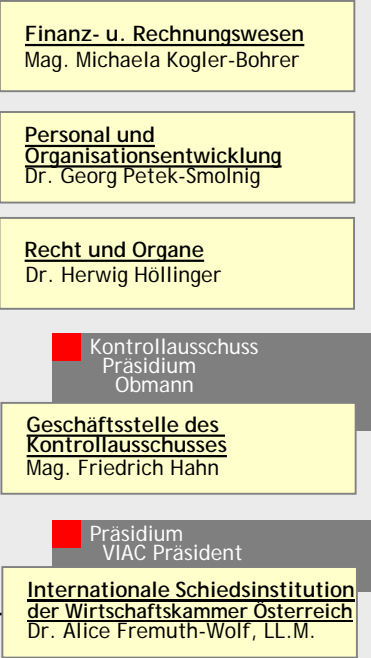 Finanz- u. Rechnungswesen
Mag. Michaela Kogler-Bohrer
Personal und
Organisationsentwicklung
Dr. Georg Petek-Smolnig
Recht und Organe
Dr. Herwig Höllinger
Kontrollausschuss
Präsidium
Obmann
Geschäftsstelle des
Kontrollausschusses
Mag. Friedrich Hahn
Präsidium
VIAC Präsident
Internationale Schiedsinstitution
der Wirtschaftskammer Österreich
Dr. Alice Fremuth-Wolf, LL.M.